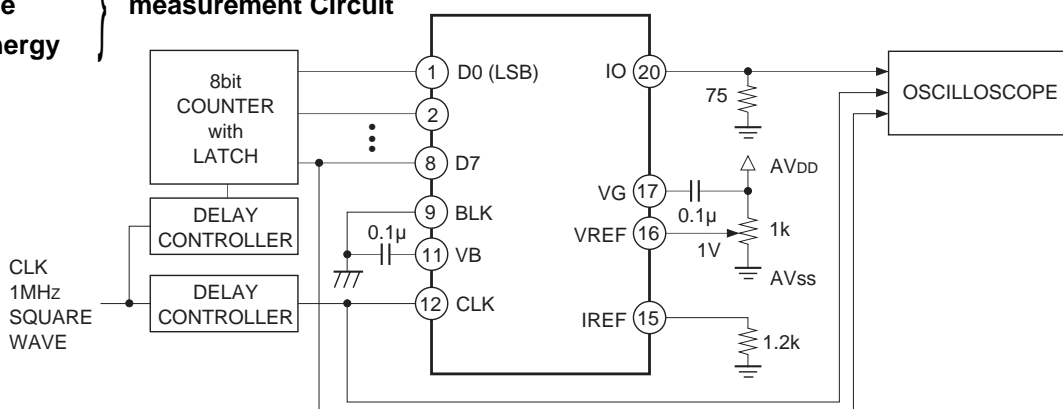 e
nergy
measurement Circuit
8bit
COUNTER
with
LATCH
DELAY
CONTROLLER
DELAY
CONTROLLER
CLK
1MHz
SQUARE
WAVE
0.1µ
1 D0 (LSB)
2
8 D7
9 BLK
11 VB
12 CLK
IO 20
VG 17
VREF 16
IREF 15
75
AVDD
0.1µ
1k
1V
AVss
1.2k
OSCILLOSCOPE